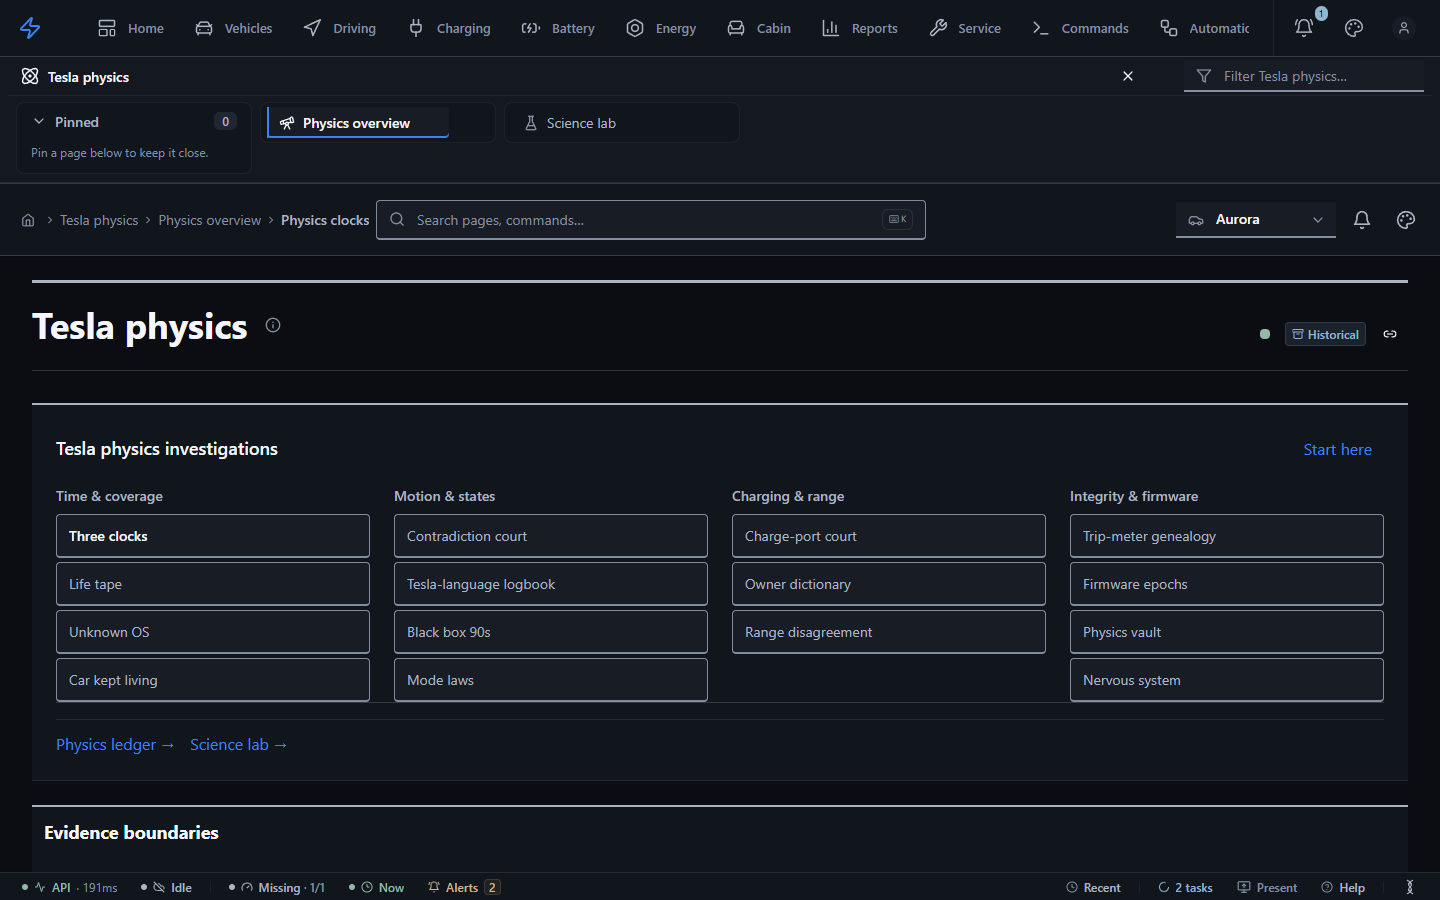 Home Vehicles Driving Charging Battery Energy Cabin Reports Service Commands Automatic 1
Tesla physics
Filter Tesla physics...
Pinned 0
Pin a page below to keep it close.
Physics overview
Science lab
Tesla physics > Physics overview > Physics clocks
Search pages, commands... K
Aurora
Tesla physics
Historical
Tesla physics investigations
Start here
Time & coverage
Three clocks
Life tape
Unknown OS
Car kept living
Motion & states
Contradiction court
Tesla-language logbook
Black box 90s
Mode laws
Charging & range
Charge-port court
Owner dictionary
Range disagreement
Integrity & firmware
Trip-meter genealogy
Firmware epochs
Physics vault
Nervous system
Physics ledger → Science lab →
Evidence boundaries
API · 191ms Idle Missing · 1/1 Now Alerts 2 Recent 2 tasks Present Help